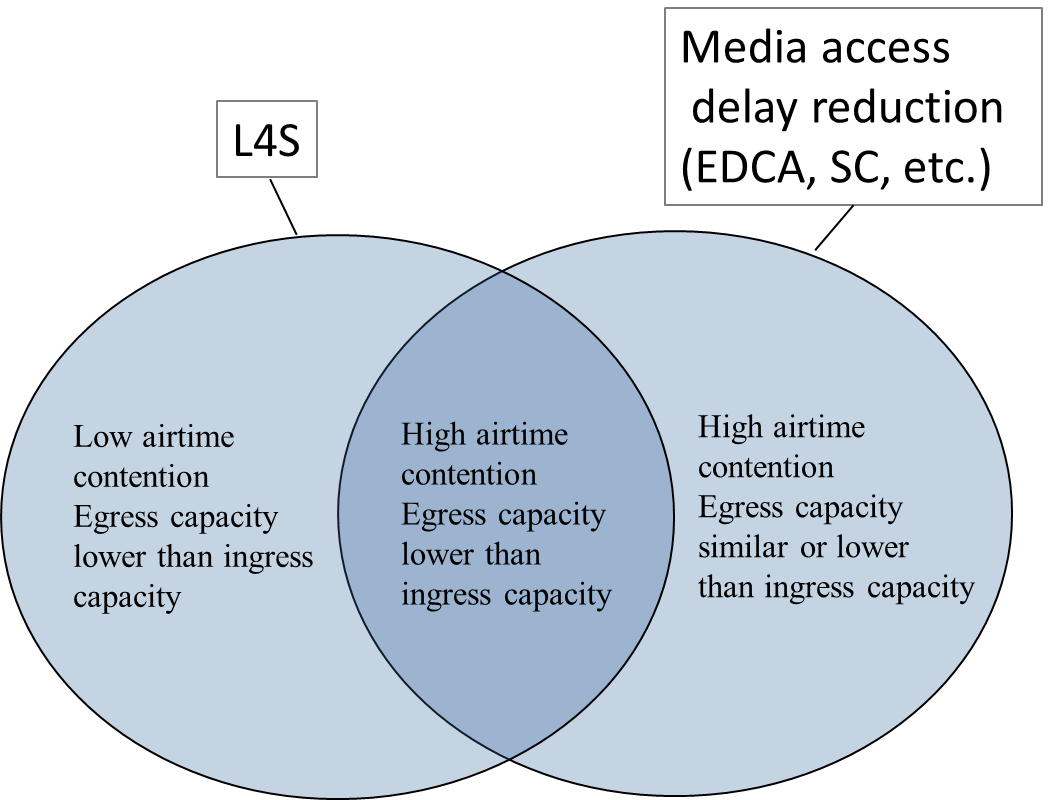 L4S
Media access
delay reduction
(EDCA, SC, etc.)
Low airtime
contention
Egress capacity
lower than ingress
capacity
High airtime
contention
Egress capacity
lower than
ingress capacity
High airtime
contention
Egress capacity
similar or lower
than ingress capacity